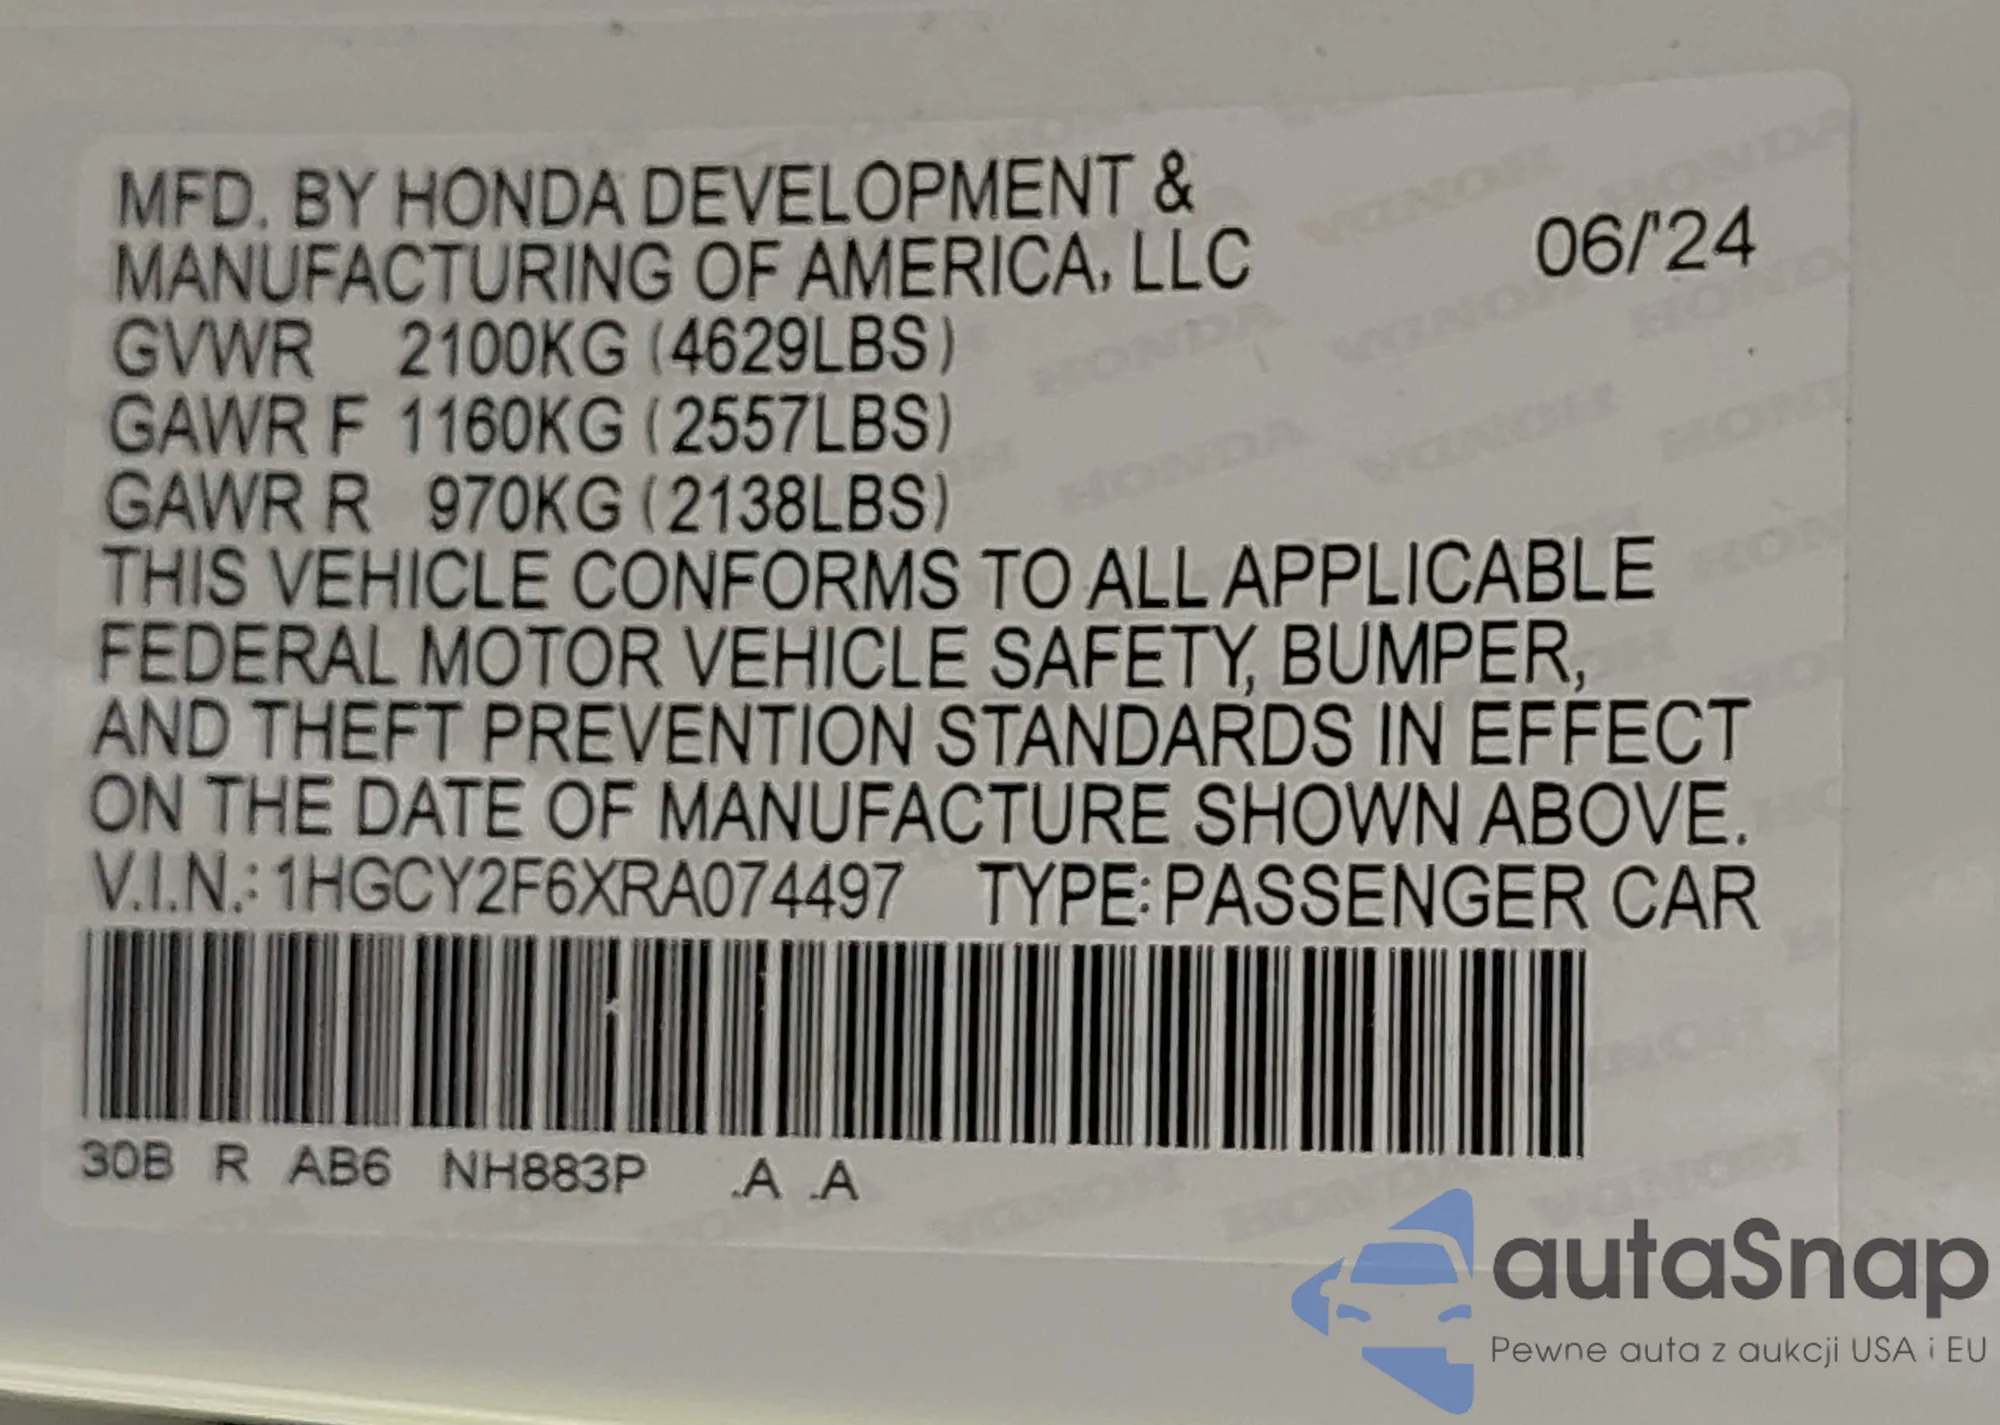 MFD. BY HONDA DEVELOPMENT &
MANUFACTURING OF AMERICA, LLC
06/'24
GVWR 2100KG (4629LBS)
GAWR F 1160KG (2557LBS)
GAWR R 970KG (2138LBS)
THIS VEHICLE CONFORMS TO ALL APPLICABLE
FEDERAL MOTOR VEHICLE SAFETY, BUMPER,
AND THEFT PREVENTION STANDARDS IN EFFECT
ON THE DATE OF MANUFACTURE SHOWN ABOVE.
V.I.N.: 1HGCY2F6XRA074497 TYPE: PASSENGER CAR
30B R AB6 NH883P .A .A
autaSnap
Pewne auta z aukcji USA i EU